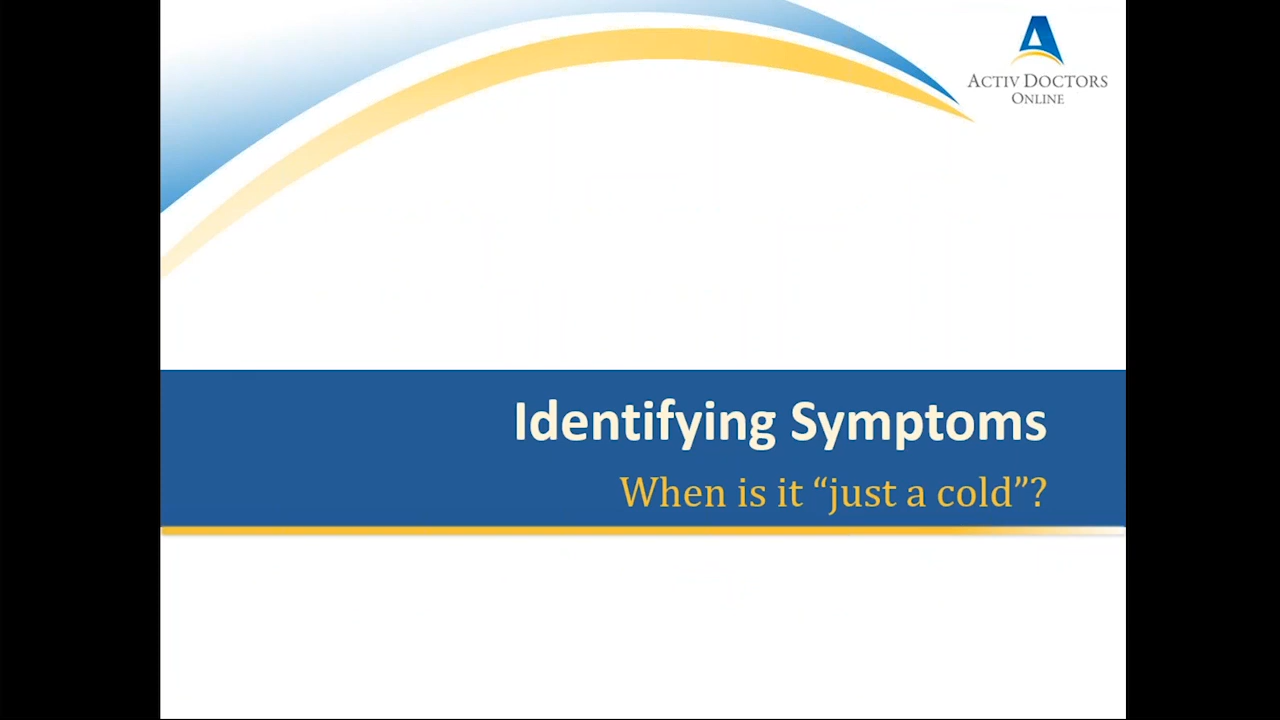 ACTIV DOCTORS
ONLINE
Identifying Symptoms
When is it “just a cold”?